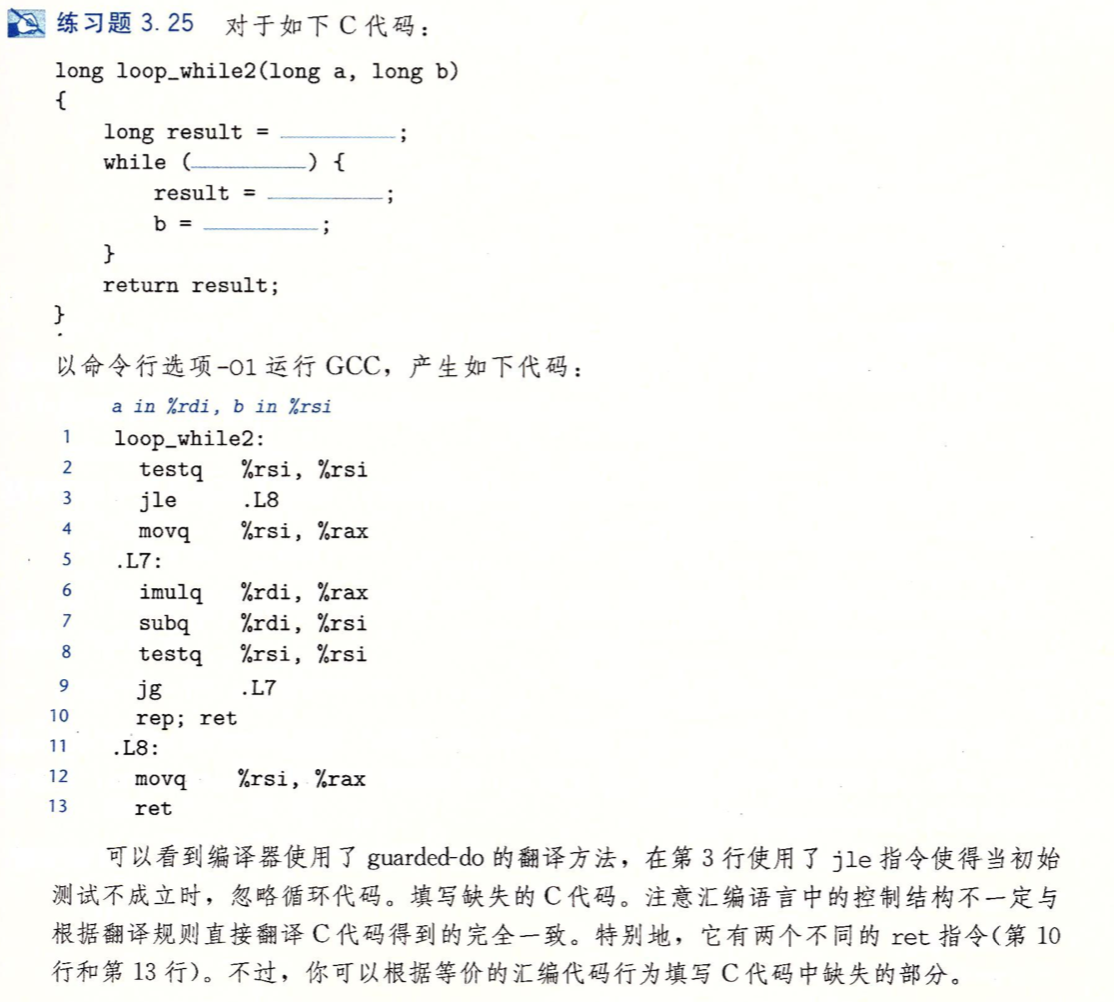 练习题 3.25 对于如下 C 代码：
long loop_while2(long a, long b)
{
    long result = __________;
    while (__________) {
        result = __________;
        b = __________;
    }
    return result;
}
以命令行选项-O1 运行 GCC，产生如下代码：
a in %rdi, b in %rsi
1 loop_while2:
2   testq %rsi, %rsi
3   jle .L8
4   movq %rsi, %rax
5 .L7:
6   imulq %rdi, %rax
7   subq %rdi, %rsi
8   testq %rsi, %rsi
9   jg .L7
10   rep; ret
11 .L8:
12   movq %rsi, %rax
13   ret
可以看到编译器使用了 guarded-do 的翻译方法，在第 3 行使用了 jle 指令使得当初始
测试不成立时，忽略循环代码。填写缺失的 C 代码。注意汇编语言中的控制结构不一定与
根据翻译规则直接翻译 C 代码得到的完全一致。特别地，它有两个不同的 ret 指令(第 10
行和第 13 行)。不过，你可以根据等价的汇编代码行为填写 C 代码中缺失的部分。